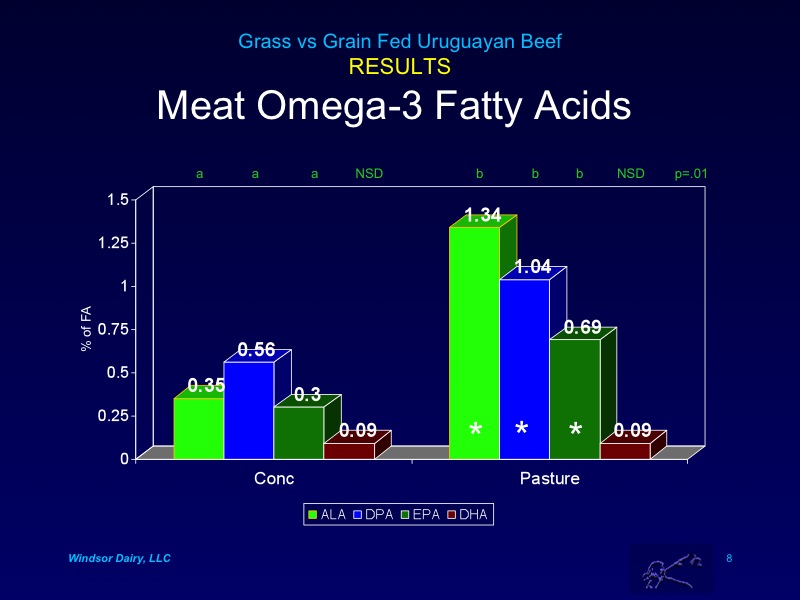 Grass vs Grain Fed Uruguayan Beef
RESULTS
Meat Omega-3 Fatty Acids
a a a NSD b b b NSD p=.01
1.5
1.25
1
0.75
0.5
0.25
0
% of FA
0.35 0.56 0.3 0.09
1.34 1.04 0.69 0.09
* * *
Conc Pasture
ALA DPA EPA DHA
Windsor Dairy, LLC
8